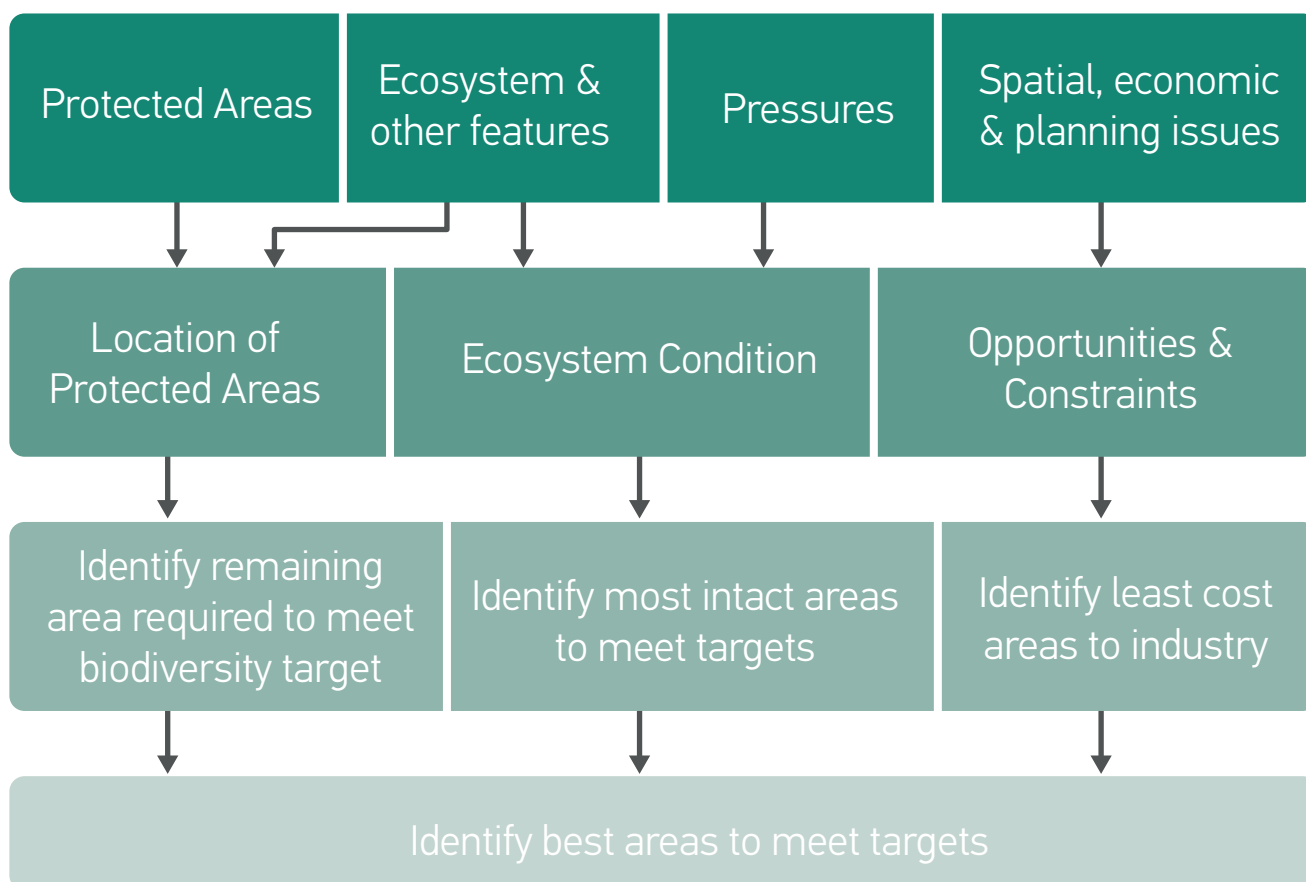 Protected Areas
Ecosystem &
other features
Pressures
Spatial, economic
& planning issues
Location of
Protected Areas
Ecosystem Condition
Opportunities &
Constraints
Identify remaining
area required to meet
biodiversity target
Identify most intact areas
to meet targets
Identify least cost
areas to industry
Identify best areas to meet targets